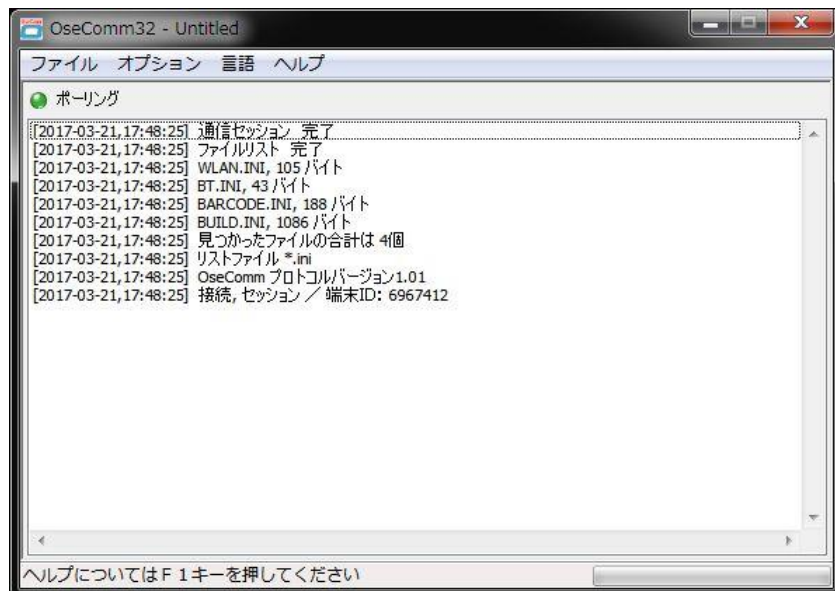 OseComm32 - Untitled
ファイル オプション 言語 ヘルプ
ポーリング
[2017-03-21,17:48:25] 通信セッション 完了
[2017-03-21,17:48:25] ファイルリスト 完了
[2017-03-21,17:48:25] WLAN.INI, 105 バイト
[2017-03-21,17:48:25] BT.INI, 43 バイト
[2017-03-21,17:48:25] BARCODE.INI, 188 バイト
[2017-03-21,17:48:25] BUILD.INI, 1086 バイト
[2017-03-21,17:48:25] 見つかったファイルの合計は 4個
[2017-03-21,17:48:25] リストファイル *.ini
[2017-03-21,17:48:25] OseComm プロトコルバージョン1.01
[2017-03-21,17:48:25] 接続, セッション ／ 端末ID: 6967412
ヘルプについてはF1キーを押してください